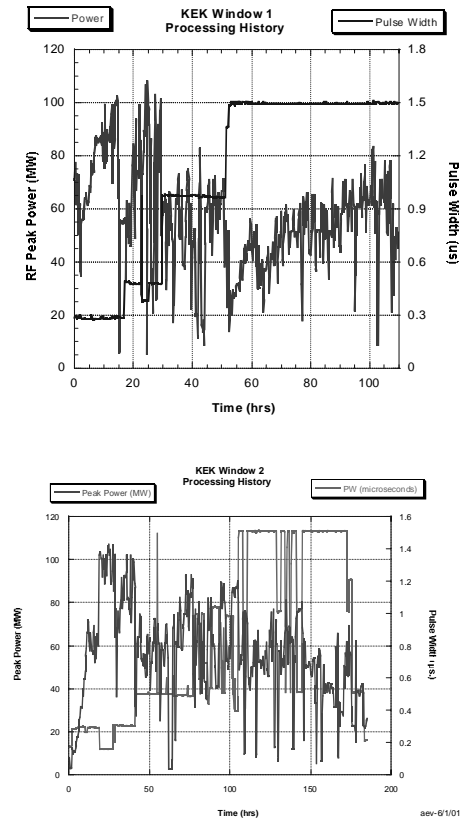 KEK Window 1
Processing History
Power
Pulse Width
RF Peak Power (MW)
120
100
80
60
40
20
0
1.8
1.5
1.2
0.9
0.6
0.3
0
Pulse Width (us)
0 20 40 60 80 100
Time (hrs)
KEK Window 2
Processing History
Peak Power (MW)
PW (microseconds)
Peak Power (MW)
120
100
80
60
40
20
0
1.6
1.4
1.2
1
0.8
0.6
0.4
0.2
0
Pulse Width (µs.)
0 50 100 150 200
Time (hrs)
aev-6/1/01